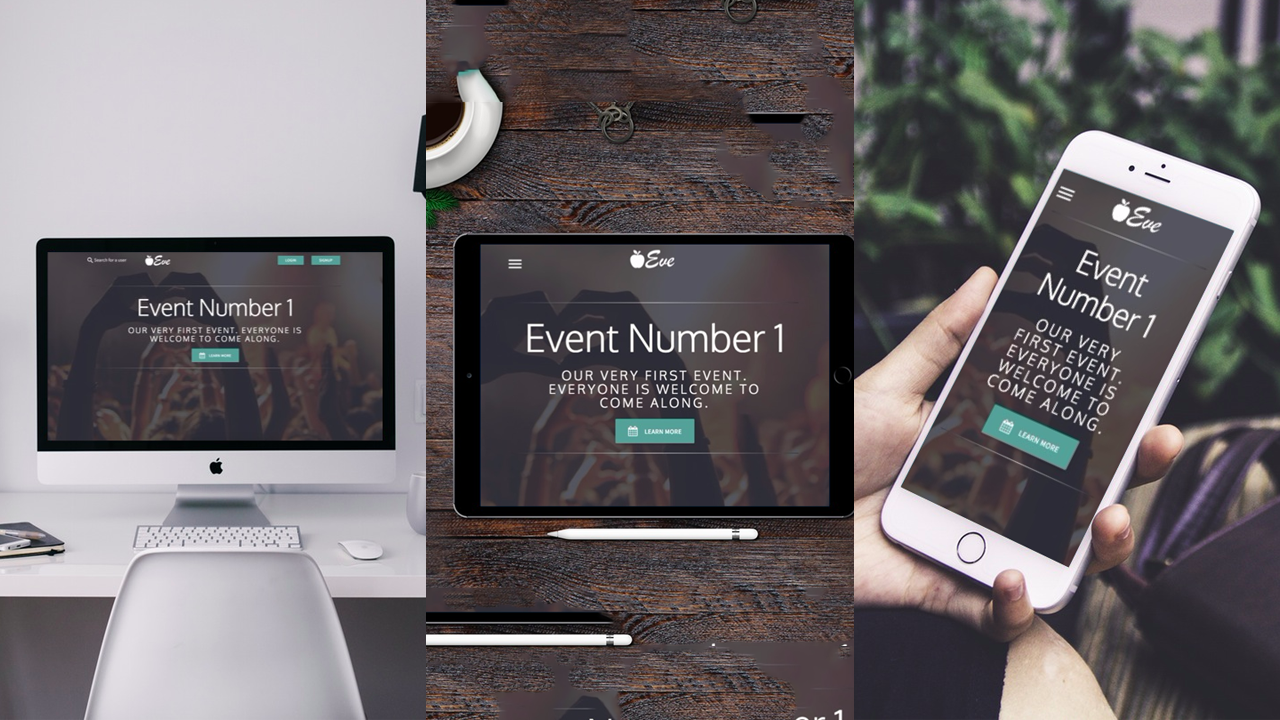 Search for a user
Eve
LOGIN
SIGNUP
Event Number 1
OUR VERY FIRST EVENT. EVERYONE IS
WELCOME TO COME ALONG.
LEARN MORE
Eve
Event Number 1
OUR VERY FIRST EVENT.
EVERYONE IS WELCOME TO
COME ALONG.
LEARN MORE
Eve
Event
Number 1
OUR VERY
FIRST EVENT.
EVERYONE IS
WELCOME TO
COME ALONG.
LEARN MORE